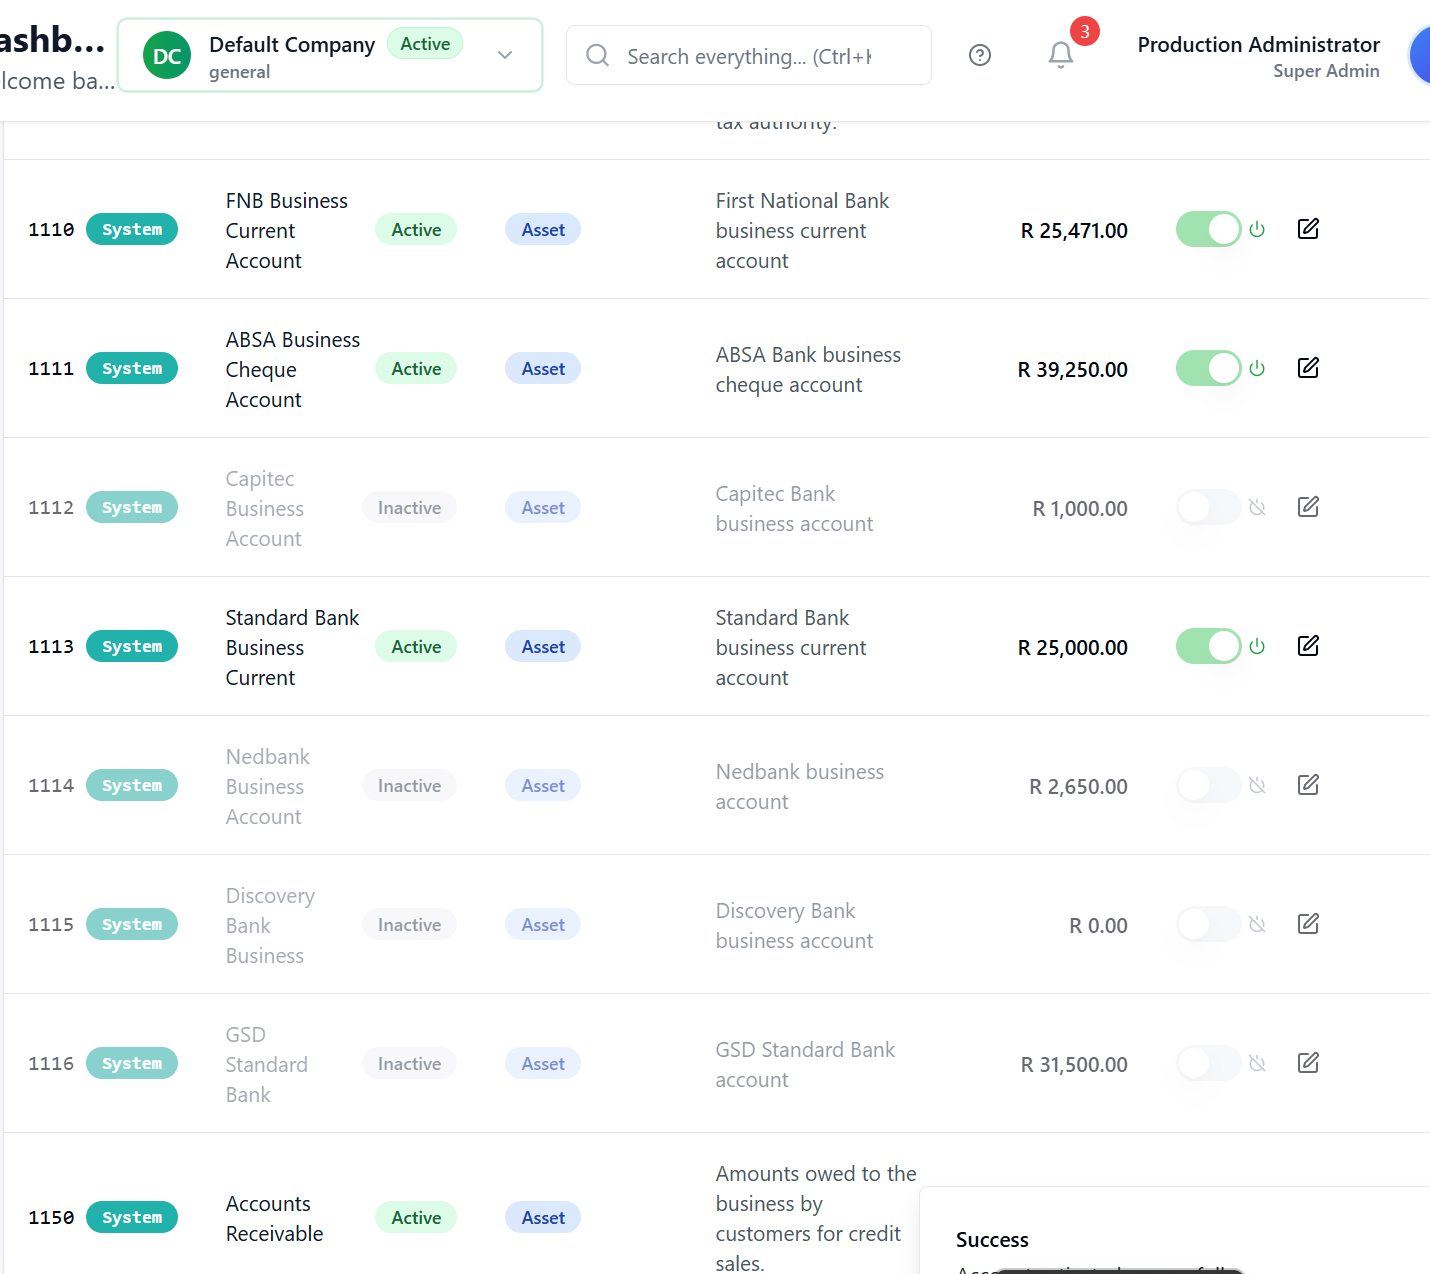 ashb...
lcome ba...
DC
Default Company
Active
general
Search everything... (Ctrl+
3
Production Administrator
Super Admin
tax authority.
1110 System
FNB Business
Current
Account
Active
Asset
First National Bank
business current
account
R 25,471.00
1111 System
ABSA Business
Cheque
Account
Active
Asset
ABSA Bank business
cheque account
R 39,250.00
1112 System
Capitec
Business
Account
Inactive
Asset
Capitec Bank
business account
R 1,000.00
1113 System
Standard Bank
Business
Current
Active
Asset
Standard Bank
business current
account
R 25,000.00
1114 System
Nedbank
Business
Account
Inactive
Asset
Nedbank business
account
R 2,650.00
1115 System
Discovery
Bank
Business
Inactive
Asset
Discovery Bank
business account
R 0.00
1116 System
GSD
Standard
Bank
Inactive
Asset
GSD Standard Bank
account
R 31,500.00
1150 System
Accounts
Receivable
Active
Asset
Amounts owed to the
business by
customers for credit
sales.
Success